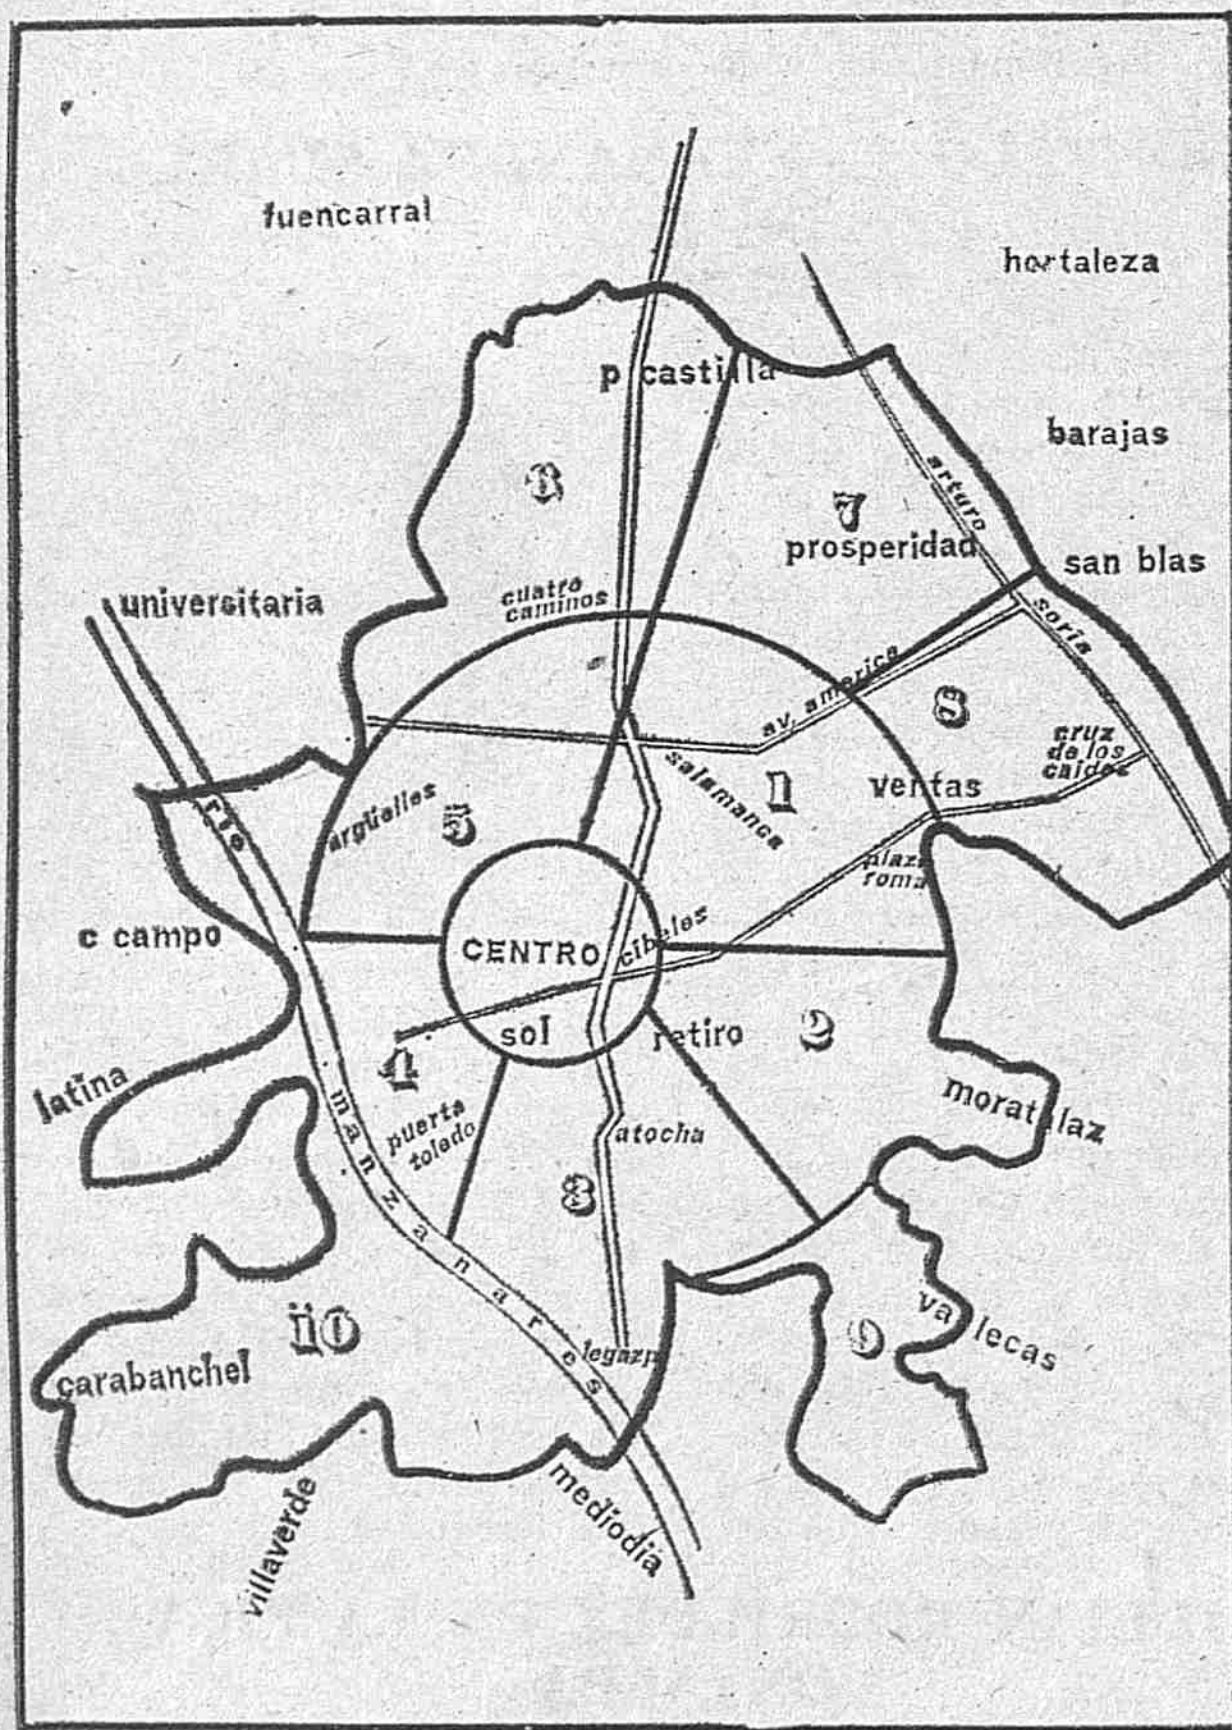 fuencarral
hortaleza
p castilla
barajas
6
arturo
7
prosperidad
san blas
cuatro
caminos
universitaria
soria
av. america
8
cruz
de los
caidos
salamanca
1
ventas
rio
argüelles
5
plaza
roma
c campo
CENTRO
cibeles
sol
retiro
2
4
latina
manzanares
puerta
toledo
atocha
moratalaz
3
10
carabanchel
legazpi
9
vallecas
villaverde
mediodia